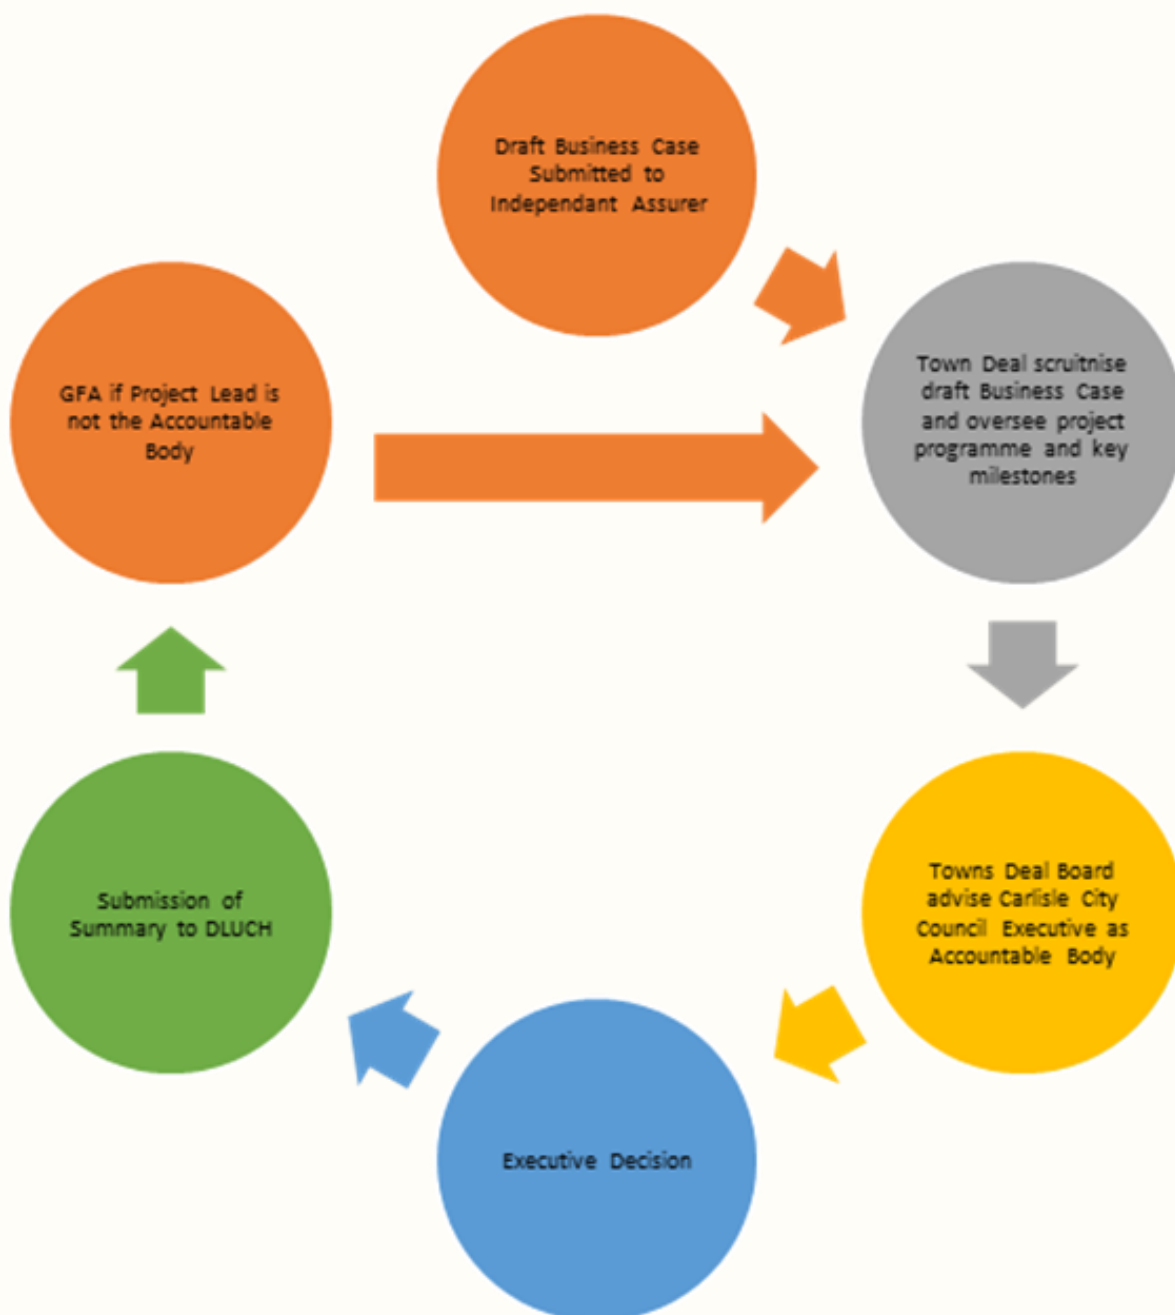 Draft Business Case
Submitted to
Independant Assurer
Town Deal scruitnise
draft Business Case
and oversee project
programme and key
milestones
Towns Deal Board
advise Carlisle City
Council Executive as
Accountable Body
Executive Decision
Submission of
Summary to DLUCH
GFA if Project Lead is
not the Accountable
Body